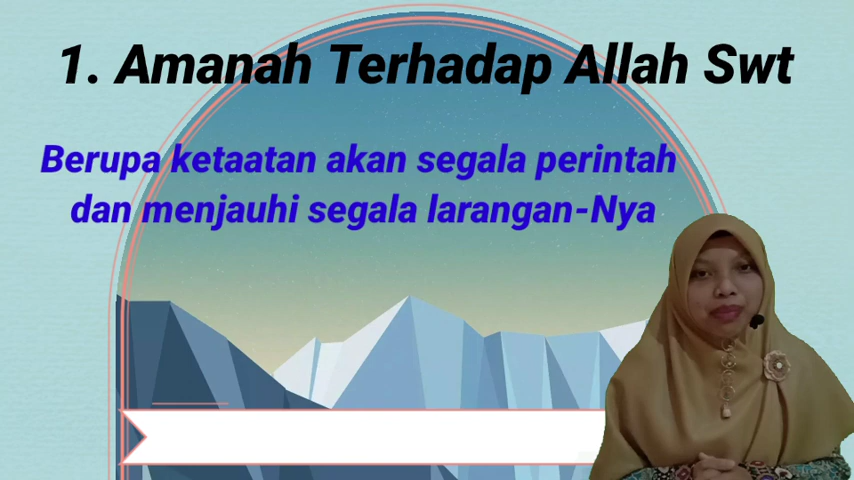 1. Amanah Terhadap Allah Swt
Berupa ketaatan akan segala perintah
dan menjauhi segala larangan-Nya